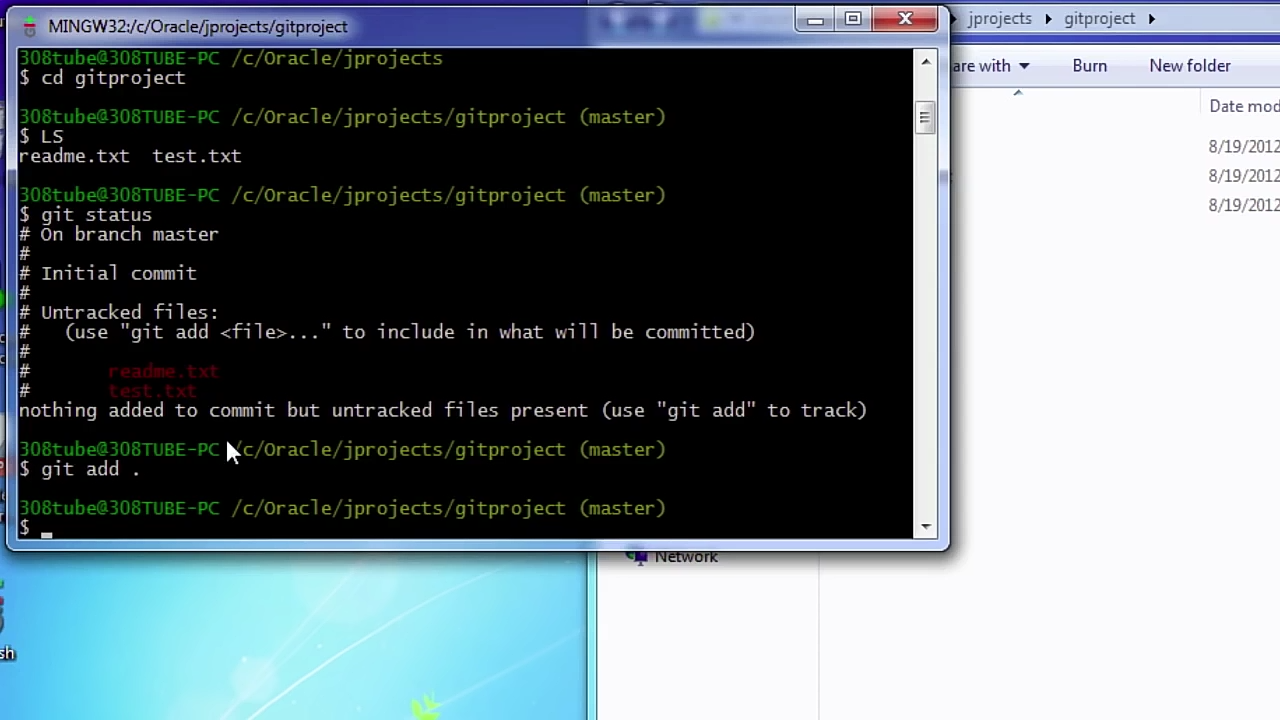 MINGW32:/c/Oracle/jprojects/gitproject
308tube@308TUBE-PC /c/Oracle/jprojects
$ cd gitproject
308tube@308TUBE-PC /c/Oracle/jprojects/gitproject (master)
$ LS
readme.txt  test.txt
308tube@308TUBE-PC /c/Oracle/jprojects/gitproject (master)
$ git status
# On branch master
#
# Initial commit
#
# Untracked files:
#   (use "git add <file>..." to include in what will be committed)
#
#       readme.txt
#       test.txt
nothing added to commit but untracked files present (use "git add" to track)
308tube@308TUBE-PC /c/Oracle/jprojects/gitproject (master)
$ git add .
308tube@308TUBE-PC /c/Oracle/jprojects/gitproject (master)
$
jprojects gitproject
are with Burn New folder
Date mod
8/19/2012
8/19/2012
8/19/2012
Network
sh